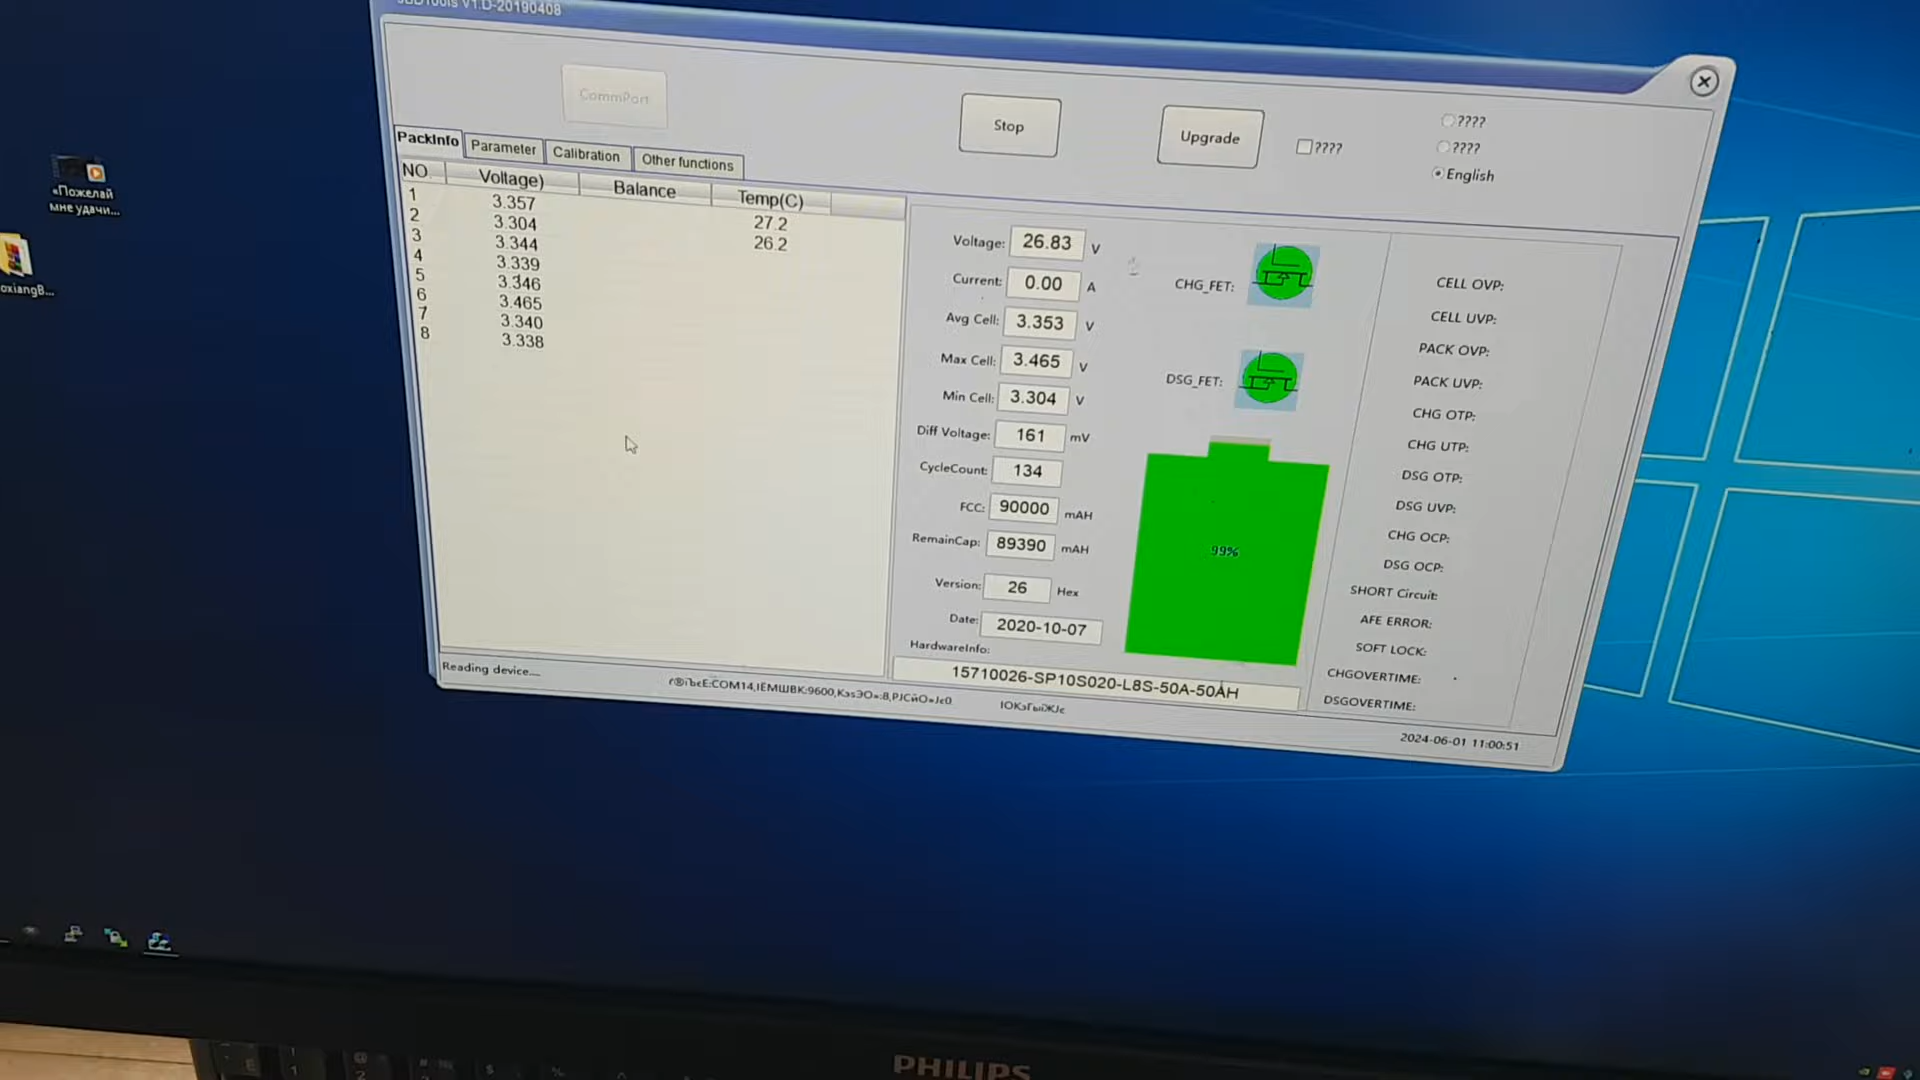 JBDTools V1.D-20190408
CommPort
Stop
Upgrade
????
????
????
English
PackInfo
Parameter
Calibration
Other functions
NO. Voltage) Balance Temp(C)
1 3.357
2 3.304 27.2
3 3.344 26.2
4 3.339
5 3.346
6 3.465
7 3.340
8 3.338
Voltage: 26.83 V
Current: 0.00 A
Avg Cell: 3.353 V
Max Cell: 3.465 V
Min Cell: 3.304 V
Diff Voltage: 161 mV
CycleCount: 134
FCC: 90000 mAH
RemainCap: 89390 mAH
Version: 26 Hex
Date: 2020-10-07
HardwareInfo:
15710026-SP10S020-L8S-50A-50AH
CHG_FET:
DSG_FET:
99%
CELL OVP:
CELL UVP:
PACK OVP:
PACK UVP:
CHG OTP:
CHG UTP:
DSG OTP:
DSG UVP:
CHG OCP:
DSG OCP:
SHORT Circuit:
AFE ERROR:
SOFT LOCK:
CHGOVERTIME:
DSGOVERTIME:
Reading device....
2024-06-01 11:00:51
«Пожелай
мне удачи...
oxiangB...
PHILIPS